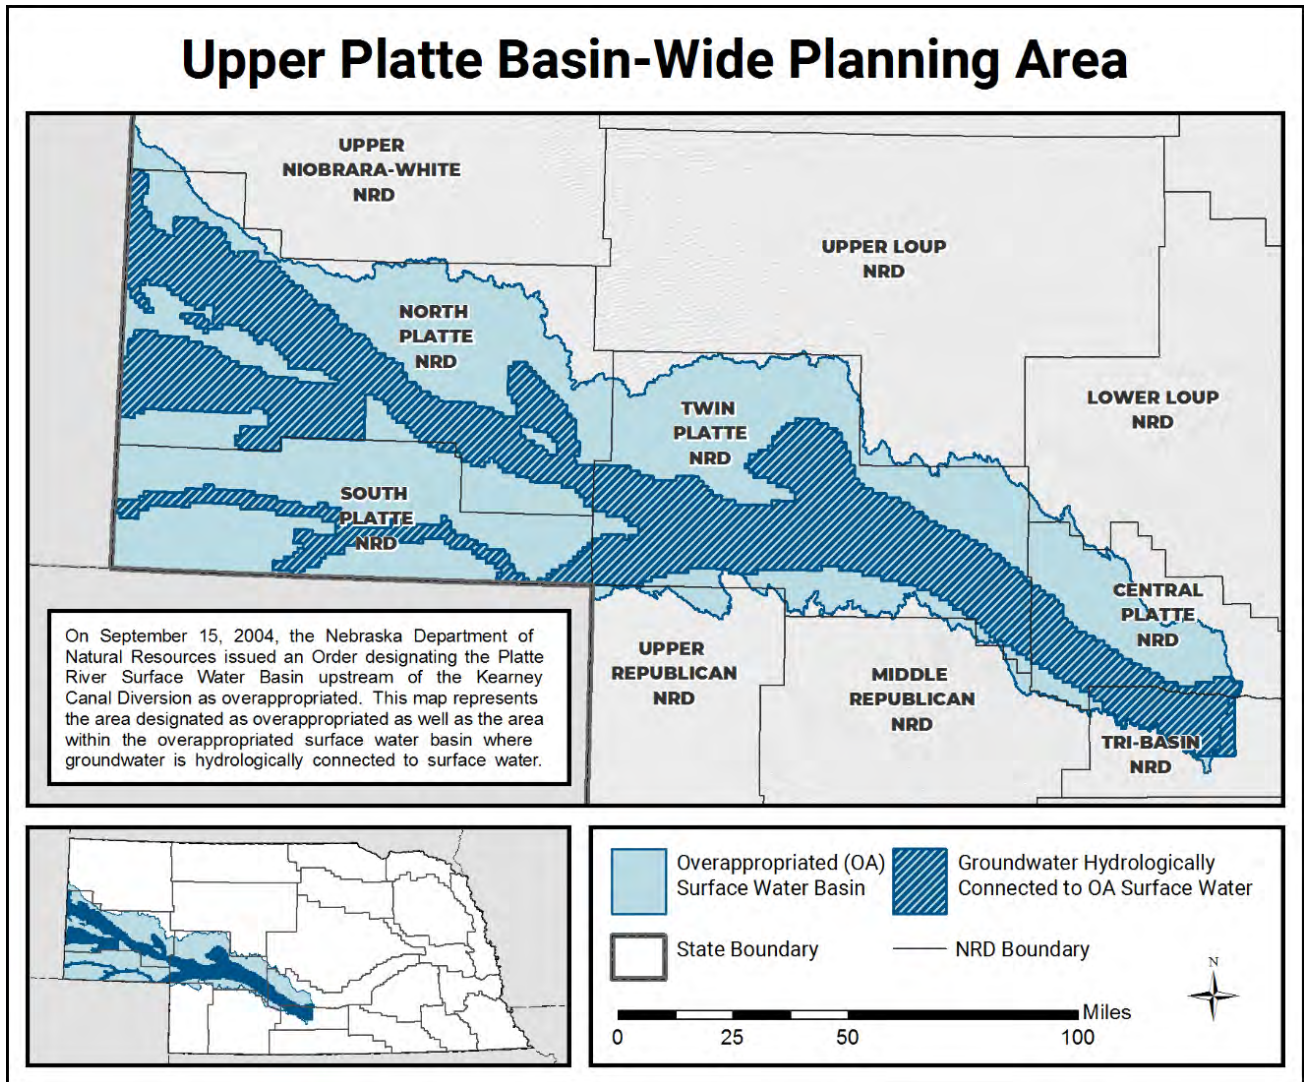 Upper Platte Basin-Wide Planning Area
UPPER
NIOBRARA-WHITE
NRD
UPPER LOUP
NRD
NORTH
PLATTE
NRD
TWIN
PLATTE
NRD
LOWER LOUP
NRD
SOUTH
PLATTE
NRD
CENTRAL
PLATTE
NRD
UPPER
REPUBLICAN
NRD
MIDDLE
REPUBLICAN
NRD
TRI-BASIN
NRD
On September 15, 2004, the Nebraska Department of
Natural Resources issued an Order designating the Platte
River Surface Water Basin upstream of the Kearney
Canal Diversion as overappropriated. This map represents
the area designated as overappropriated as well as the area
within the overappropriated surface water basin where
groundwater is hydrologically connected to surface water.
Overappropriated (OA)
Surface Water Basin
Groundwater Hydrologically
Connected to OA Surface Water
State Boundary
NRD Boundary
N
Miles
0 25 50 100